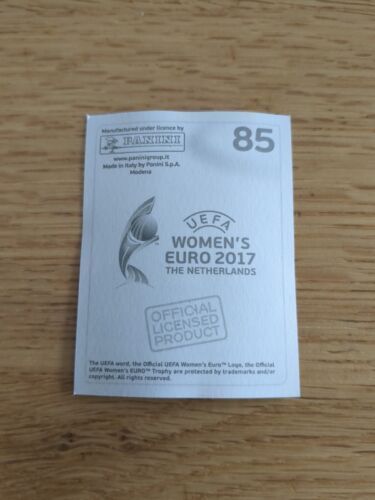 Manufactured under licence by
PANINI
www.paninigroup.it
Made in Italy by Panini S.p.A.
Modena
85
UEFA
WOMEN'S
EURO 2017
THE NETHERLANDS
OFFICIAL
LICENSED
PRODUCT
The UEFA word, the Official UEFA Women's Euro™ Logo, the Official
UEFA Women's EURO™ Trophy are protected by trademarks and/or
copyright. All rights reserved.